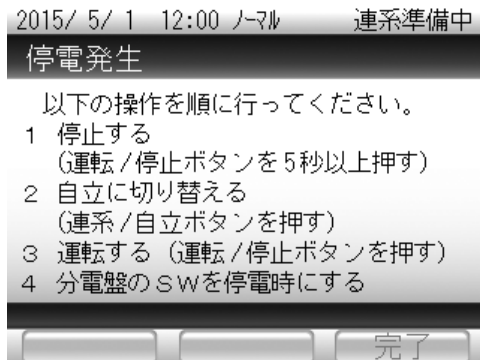 2015/ 5/ 1 12:00 ﾉｰﾏﾙ 連系準備中
停電発生
以下の操作を順に行ってください。
1 停止する
(運転/停止ボタンを5秒以上押す)
2 自立に切り替える
(連系/自立ボタンを押す)
3 運転する (運転/停止ボタンを押す)
4 分電盤のＳＷを停電時にする
完了